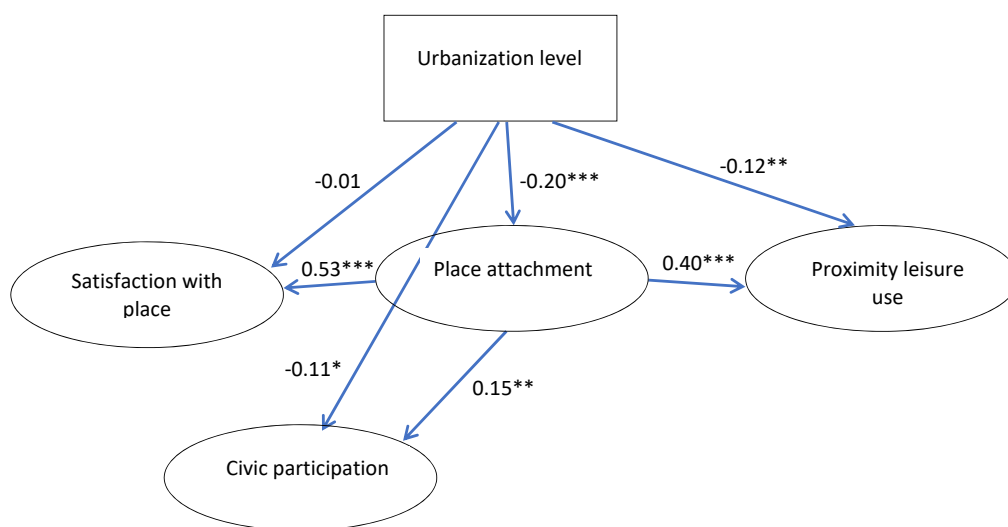 Urbanization level
-0.01
-0.20***
-0.12**
Satisfaction with
place
0.53***
Place attachment
0.40***
Proximity leisure
use
-0.11*
0.15**
Civic participation